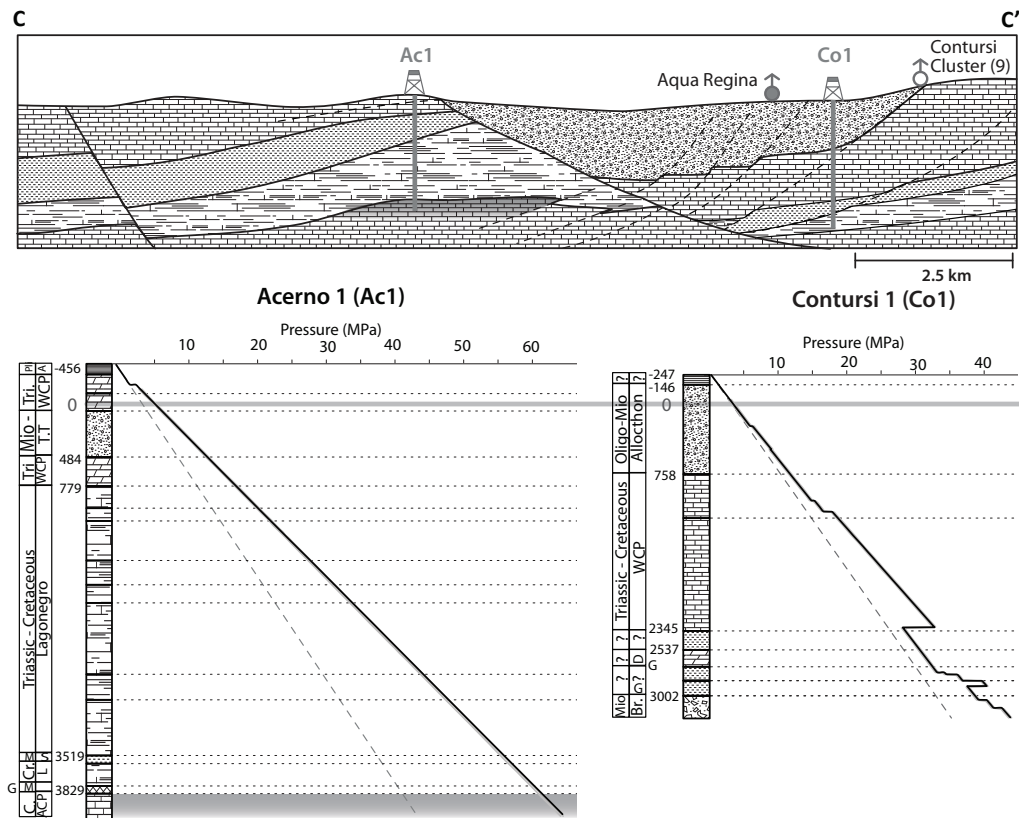 C
C'
Ac1
Co1
Aqua Regina
Contursi
Cluster (9)
2.5 km
Acerno 1 (Ac1)
Pressure (MPa)
10
20
30
40
50
60
-456
0
484
779
3519
3829
Pl
A
Tri.
WCP
Mio -
T.T
Tri
WCP
Triassic - Cretaceous
Lagonegro
M
S
Cr.
L
G
M
C.
ACP
Contursi 1 (Co1)
Pressure (MPa)
10
20
30
40
-247
-146
0
758
2345
2537
G
3002
?
?
Oligo-Mio
Allocthon
Triassic - Cretaceous
WCP
?
?
?
D
?
G?
Mio
Br.